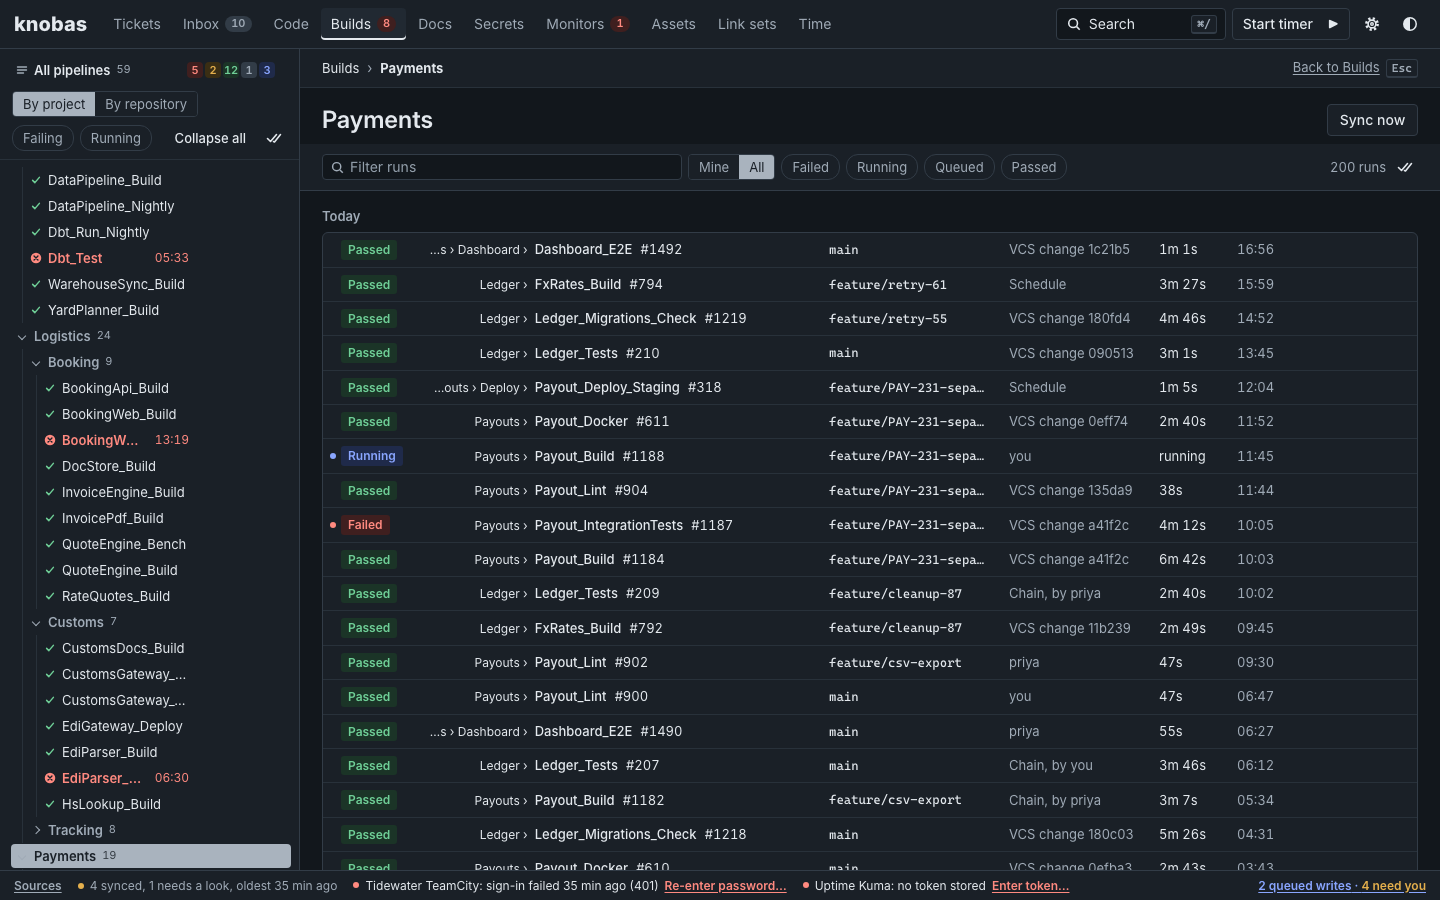 knobas Tickets Inbox 10 Code Builds 8 Docs Secrets Monitors 1 Assets Link sets Time Search ⌘/ Start timer
All pipelines 59 5 2 12 1 3
By project By repository
Failing Running Collapse all
DataPipeline_Build
DataPipeline_Nightly
Dbt_Run_Nightly
Dbt_Test 05:33
WarehouseSync_Build
YardPlanner_Build
Logistics 24
Booking 9
BookingApi_Build
BookingWeb_Build
BookingW... 13:19
DocStore_Build
InvoiceEngine_Build
InvoicePdf_Build
QuoteEngine_Bench
QuoteEngine_Build
RateQuotes_Build
Customs 7
CustomsDocs_Build
CustomsGateway_...
CustomsGateway_...
EdiGateway_Deploy
EdiParser_Build
EdiParser_... 06:30
HsLookup_Build
Tracking 8
Payments 19
Builds › Payments Back to Builds Esc
Payments Sync now
Filter runs Mine All Failed Running Queued Passed 200 runs
Today
Passed ...s › Dashboard › Dashboard_E2E #1492 main VCS change 1c21b5 1m 1s 16:56
Passed Ledger › FxRates_Build #794 feature/retry-61 Schedule 3m 27s 15:59
Passed Ledger › Ledger_Migrations_Check #1219 feature/retry-55 VCS change 180fd4 4m 46s 14:52
Passed Ledger › Ledger_Tests #210 main VCS change 090513 3m 1s 13:45
Passed ...outs › Deploy › Payout_Deploy_Staging #318 feature/PAY-231-sepa... Schedule 1m 5s 12:04
Passed Payouts › Payout_Docker #611 feature/PAY-231-sepa... VCS change 0eff74 2m 40s 11:52
Running Payouts › Payout_Build #1188 feature/PAY-231-sepa... you running 11:45
Passed Payouts › Payout_Lint #904 feature/PAY-231-sepa... VCS change 135da9 38s 11:44
Failed Payouts › Payout_IntegrationTests #1187 feature/PAY-231-sepa... VCS change a41f2c 4m 12s 10:05
Passed Payouts › Payout_Build #1184 feature/PAY-231-sepa... VCS change a41f2c 6m 42s 10:03
Passed Ledger › Ledger_Tests #209 feature/cleanup-87 Chain, by priya 2m 40s 10:02
Passed Ledger › FxRates_Build #792 feature/cleanup-87 VCS change 11b239 2m 49s 09:45
Passed Payouts › Payout_Lint #902 feature/csv-export priya 47s 09:30
Passed Payouts › Payout_Lint #900 main you 47s 06:47
Passed ...s › Dashboard › Dashboard_E2E #1490 main priya 55s 06:27
Passed Ledger › Ledger_Tests #207 main Chain, by you 3m 46s 06:12
Passed Payouts › Payout_Build #1182 feature/csv-export Chain, by priya 3m 7s 05:34
Passed Ledger › Ledger_Migrations_Check #1218 main VCS change 180c03 5m 26s 04:31
Passed Payouts › Payout_Docker #610 main VCS change 0efba3 2m 43s 03:43
Sources 4 synced, 1 needs a look, oldest 35 min ago Tidewater TeamCity: sign-in failed 35 min ago (401) Re-enter password... Uptime Kuma: no token stored Enter token... 2 queued writes · 4 need you